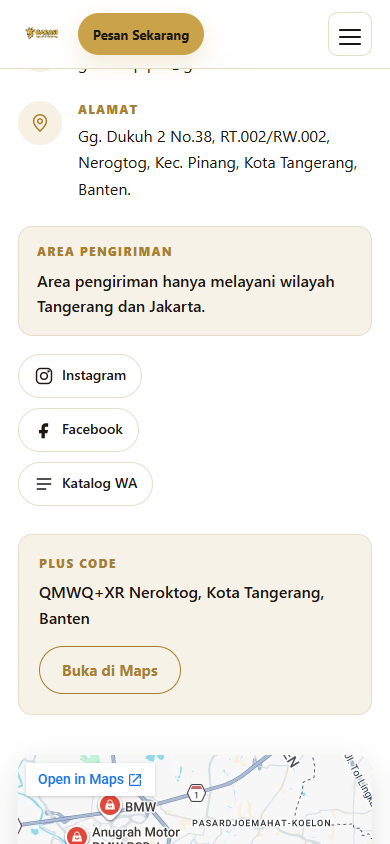 Pesan Sekarang
ALAMAT
Gg. Dukuh 2 No.38, RT.002/RW.002,
Nerogtog, Kec. Pinang, Kota Tangerang,
Banten.
AREA PENGIRIMAN
Area pengiriman hanya melayani wilayah
Tangerang dan Jakarta.
Instagram
Facebook
Katalog WA
PLUS CODE
QMWQ+XR Neroktog, Kota Tangerang,
Banten
Buka di Maps
Open in Maps
1
BMW
Anugrah Motor
PASARDJOEMAHAT-KOELON